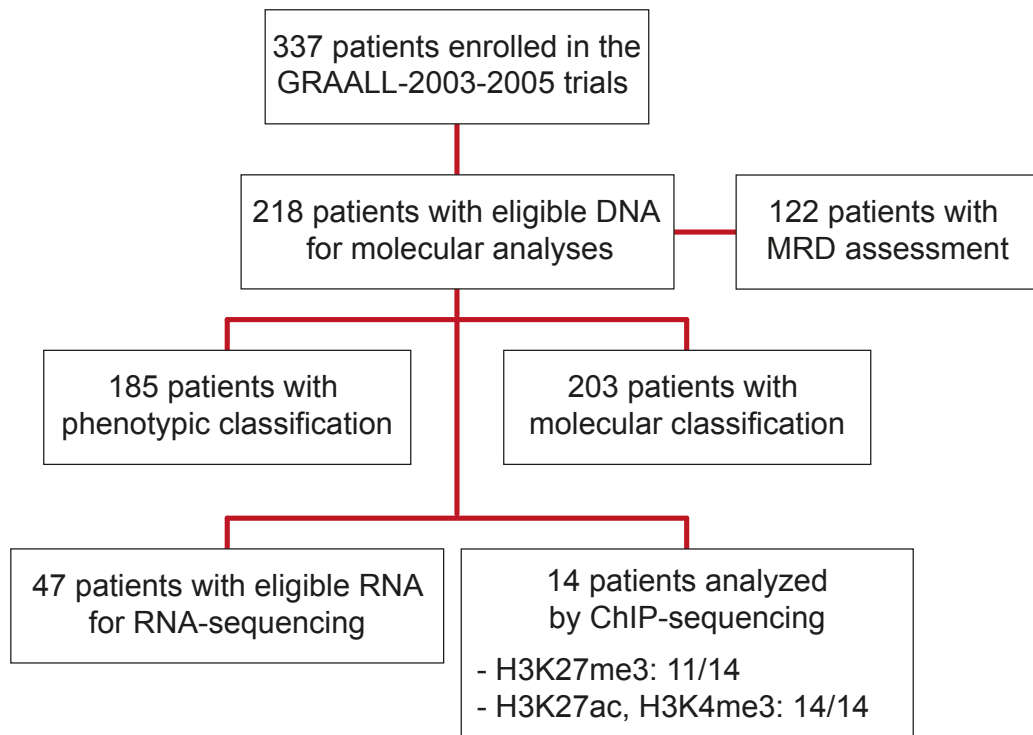 337 patients enrolled in the
GRAALL-2003-2005 trials
218 patients with eligible DNA
for molecular analyses
122 patients with
MRD assessment
185 patients with
phenotypic classification
203 patients with
molecular classification
47 patients with eligible RNA
for RNA-sequencing
14 patients analyzed
by ChIP-sequencing
- H3K27me3: 11/14
- H3K27ac, H3K4me3: 14/14